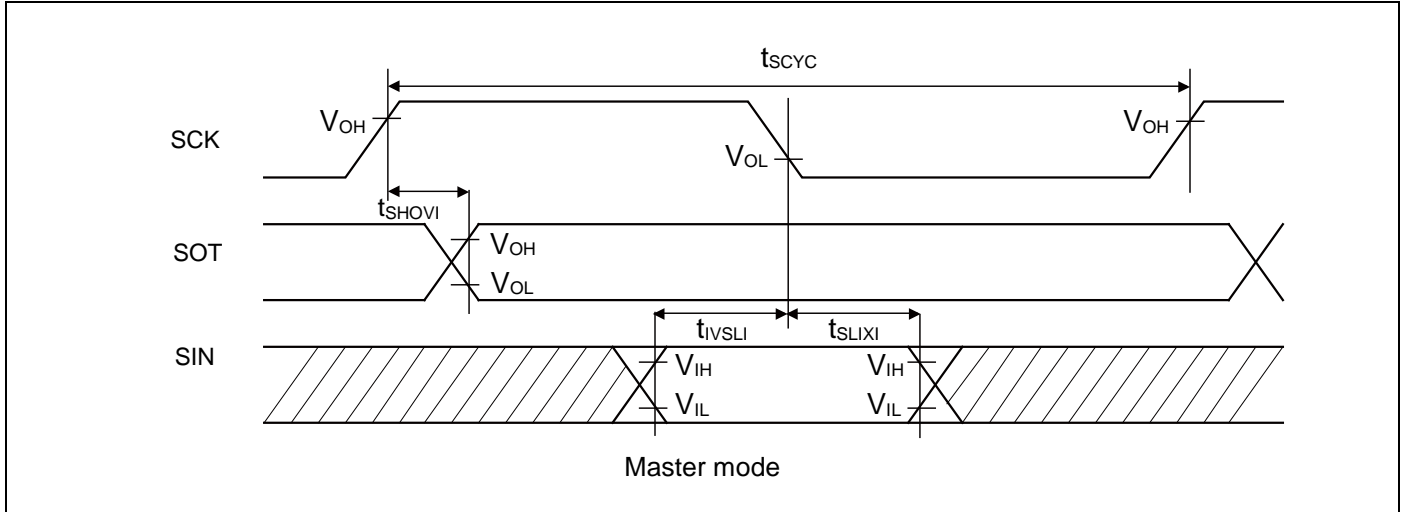 tSCYC
SCK
VOH
VOL
VOH
tSHOVI
SOT
VOH
VOL
tIVSLI
tSLIXI
SIN
VIH
VIL
VIH
VIL
Master mode